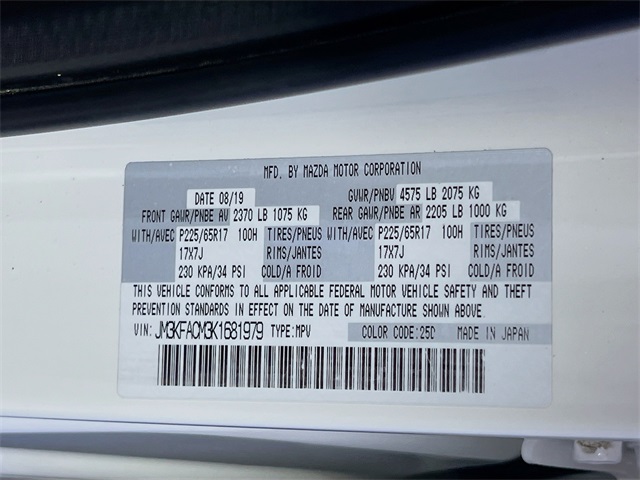 MFD. BY MAZDA MOTOR CORPORATION
DATE 08/19 GVWR/PNBV 4575 LB 2075 KG
FRONT GAWR/PNBE AV 2370 LB 1075 KG REAR GAWR/PNBE AR 2205 LB 1000 KG
WITH/AVEC P225/65R17 100H TIRES/PNEUS WITH/AVEC P225/65R17 100H TIRES/PNEUS
17X7J RIMS/JANTES 17X7J RIMS/JANTES
230 KPA/34 PSI COLD/A FROID 230 KPA/34 PSI COLD/A FROID
THIS VEHICLE CONFORMS TO ALL APPLICABLE FEDERAL MOTOR VEHICLE SAFETY AND THEFT
PREVENTION STANDARDS IN EFFECT ON THE DATE OF MANUFACTURE SHOWN ABOVE
VIN: JM3KFACM3K1681979 TYPE:MPV COLOR CODE:25D MADE IN JAPAN